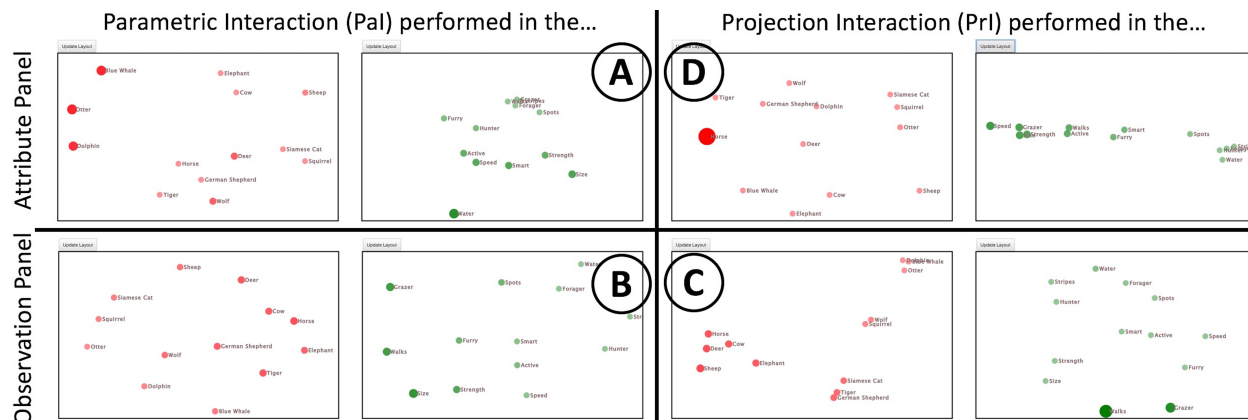 Parametric Interaction (PaI) performed in the...
Projection Interaction (PrI) performed in the...
Attribute Panel
Update Layout
Blue Whale
Elephant
Cow
Sheep
Otter
Dolphin
Siamese Cat
Deer
Squirrel
Horse
German Shepherd
Tiger
Wolf
Update Layout
A
Forager
Spots
Furry
Hunter
Active
Strength
Speed
Smart
Size
Water
D
Update Layout
Wolf
Tiger
Siamese Cat
German Shepherd
Dolphin
Squirrel
Horse
Otter
Deer
Blue Whale
Cow
Sheep
Elephant
Update Layout
Speed
Grazer
Walks
Smart
Strength
Active
Furry
Spots
Water
Observation Panel
Update Layout
Sheep
Deer
Siamese Cat
Cow
Squirrel
Horse
Otter
German Shepherd
Elephant
Wolf
Tiger
Dolphin
Blue Whale
Update Layout
B
Wate
Grazer
Spots
Forager
Str
Furry
Smart
Hunter
Walks
Active
Size
Strength
Speed
C
Update Layout
Blue Whale
Otter
Wolf
Squirrel
Horse
Cow
Deer
Elephant
Sheep
Siamese Cat
Tiger
German Shepherd
Update Layout
Water
Stripes
Forager
Hunter
Spots
Smart
Active
Speed
Strength
Furry
Size
Walks
Grazer